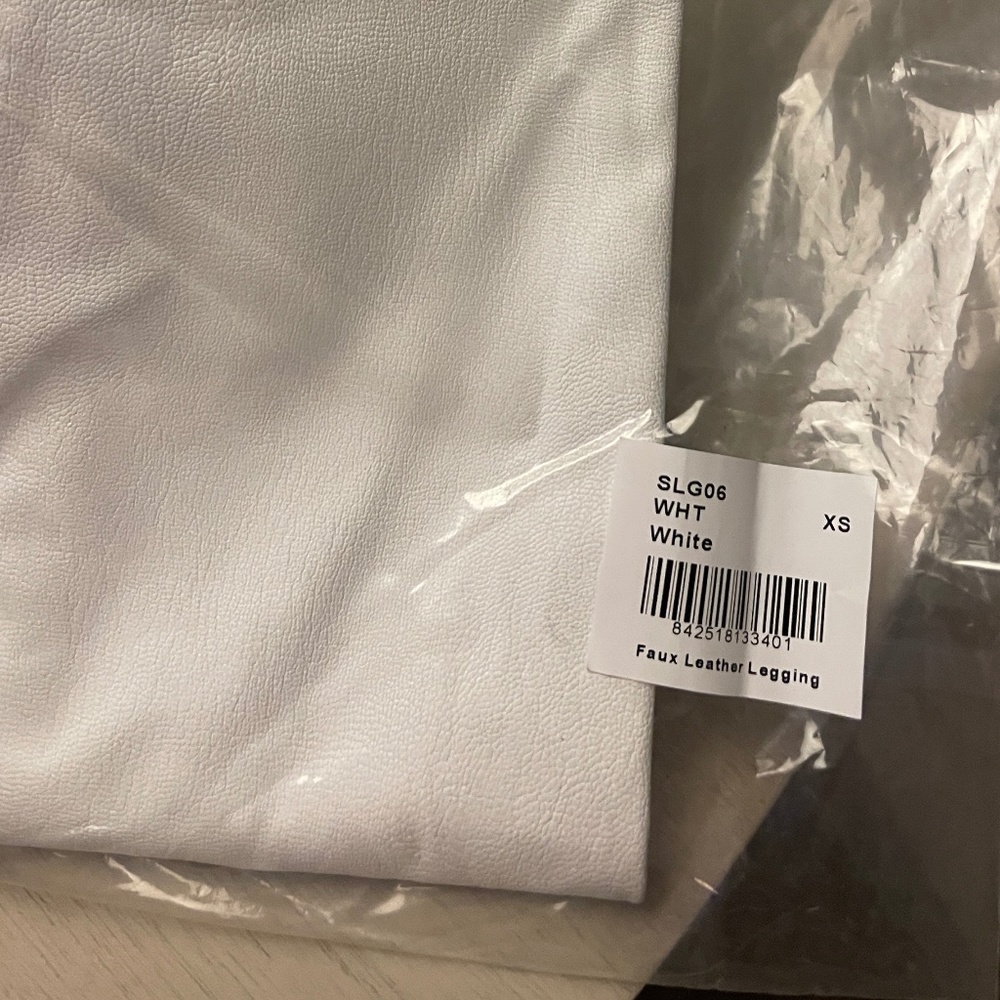 SLG06
WHT XS
White
842518133401
Faux Leather Legging